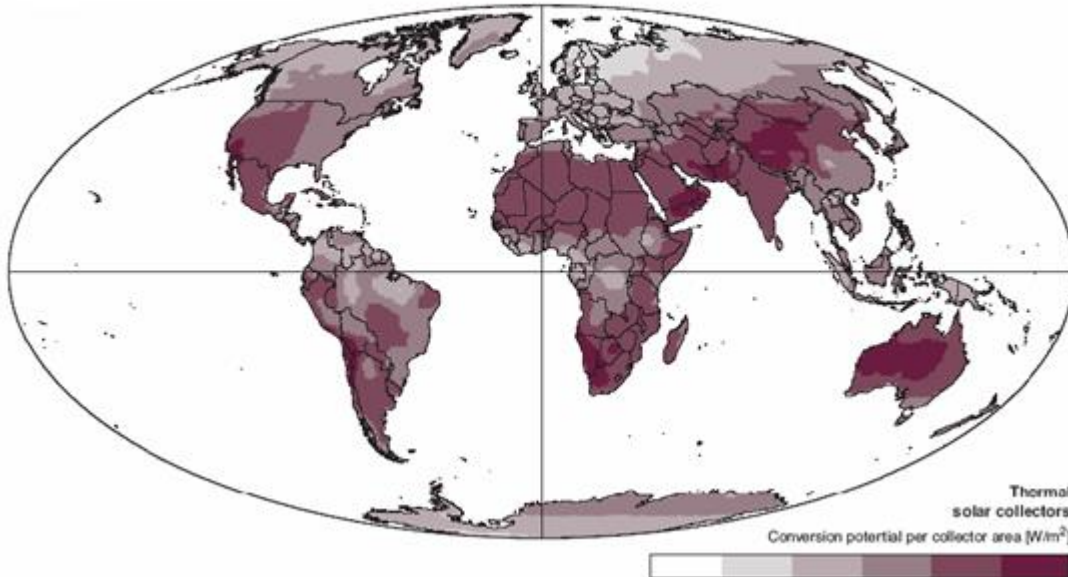 Thermal
solar collectors
Conversion potential per collector area [W/m²]